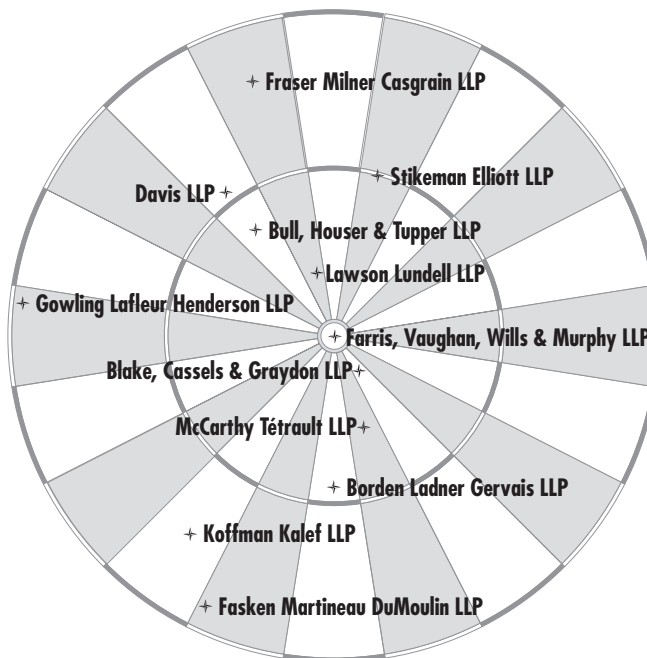 Fraser Milner Casgrain LLP
Stikeman Elliott LLP
Davis LLP
Bull, Houser & Tupper LLP
Lawson Lundell LLP
Gowling Lafleur Henderson LLP
Farris, Vaughan, Wills & Murphy LLP
Blake, Cassels & Graydon LLP
McCarthy Tétrault LLP
Borden Ladner Gervais LLP
Koffman Kalef LLP
Fasken Martineau DuMoulin LLP